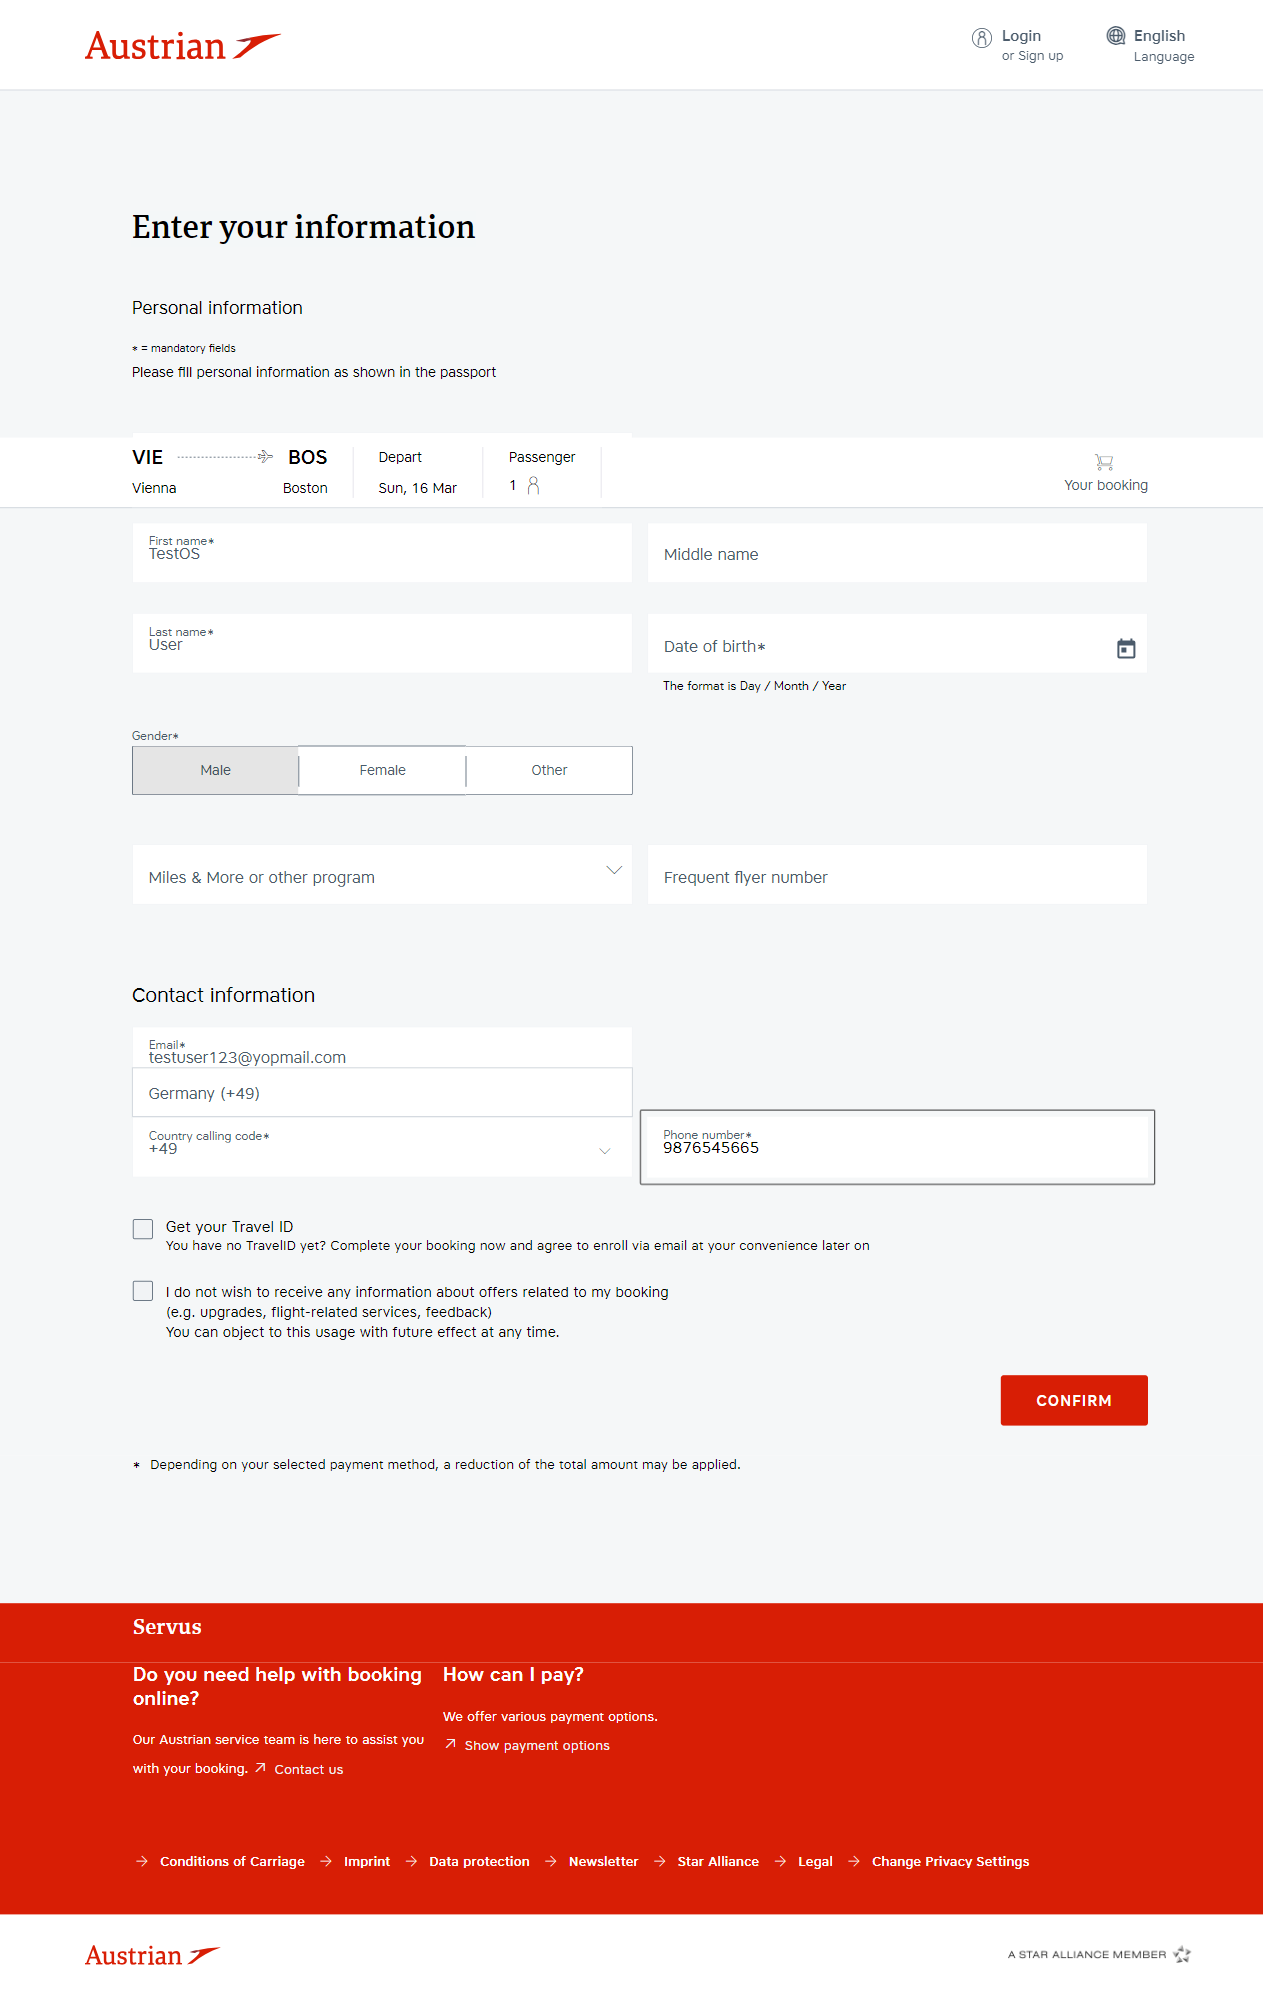 Austrian
Login
or Sign up
English
Language
Enter your information
Personal information
* = mandatory fields
Please fill personal information as shown in the passport
VIE
BOS
Depart
Passenger
Vienna
Boston
Sun, 16 Mar
1
Your booking
First name*
TestOS
Middle name
Last name*
User
Date of birth*
The format is Day / Month / Year
Gender*
Male
Female
Other
Miles & More or other program
Frequent flyer number
Contact information
Email*
testuser123@yopmail.com
Germany (+49)
Country calling code*
+49
Phone number*
9876545665
Get your Travel ID
You have no TravelID yet? Complete your booking now and agree to enroll via email at your convenience later on
I do not wish to receive any information about offers related to my booking
(e.g. upgrades, flight-related services, feedback)
You can object to this usage with future effect at any time.
CONFIRM
* Depending on your selected payment method, a reduction of the total amount may be applied.
Servus
Do you need help with booking
online?
Our Austrian service team is here to assist you
with your booking. Contact us
How can I pay?
We offer various payment options.
Show payment options
Conditions of Carriage
Imprint
Data protection
Newsletter
Star Alliance
Legal
Change Privacy Settings
Austrian
A STAR ALLIANCE MEMBER